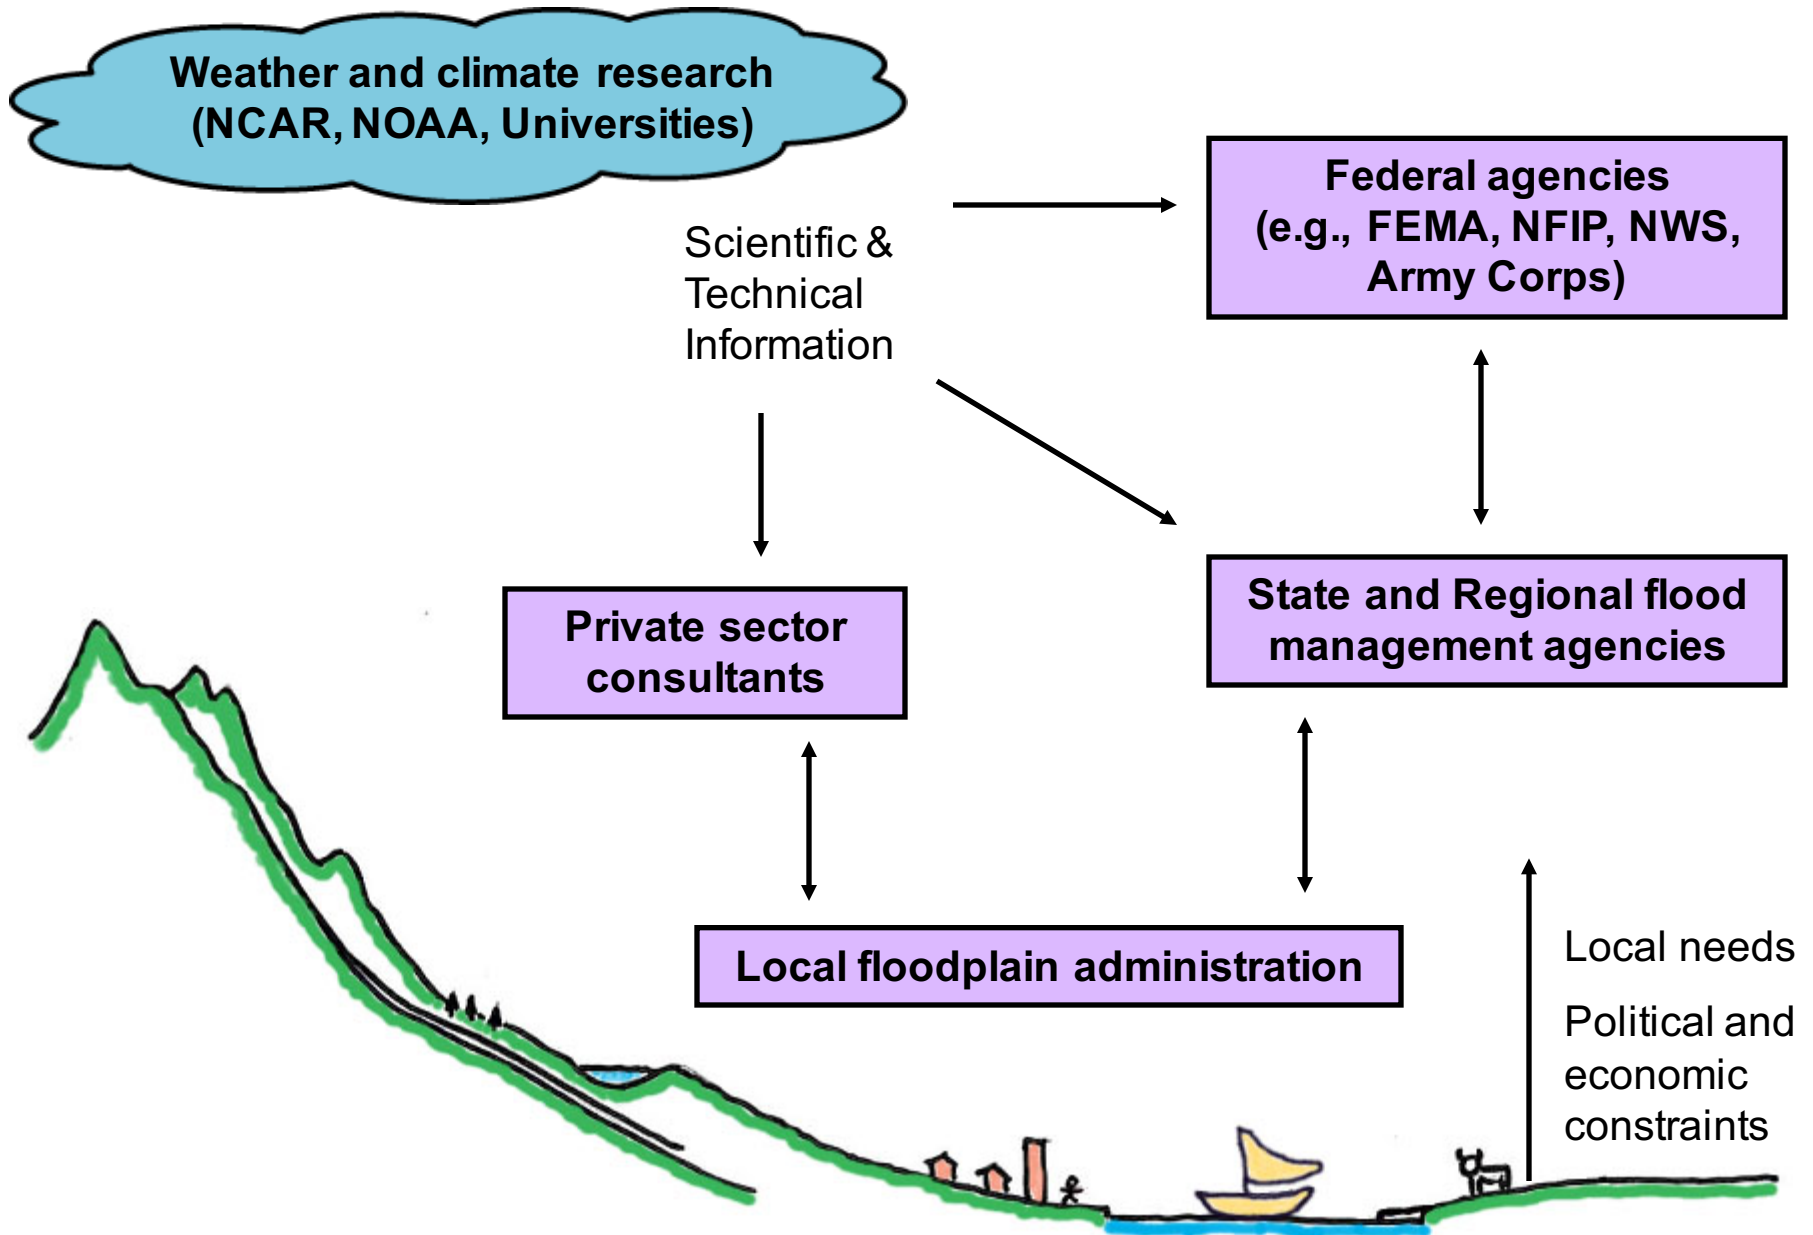 Weather and climate research
(NCAR, NOAA, Universities)
Federal agencies
(e.g., FEMA, NFIP, NWS,
Army Corps)
Scientific &
Technical
Information
Private sector
consultants
State and Regional flood
management agencies
Local floodplain administration
Local needs
Political and
economic
constraints